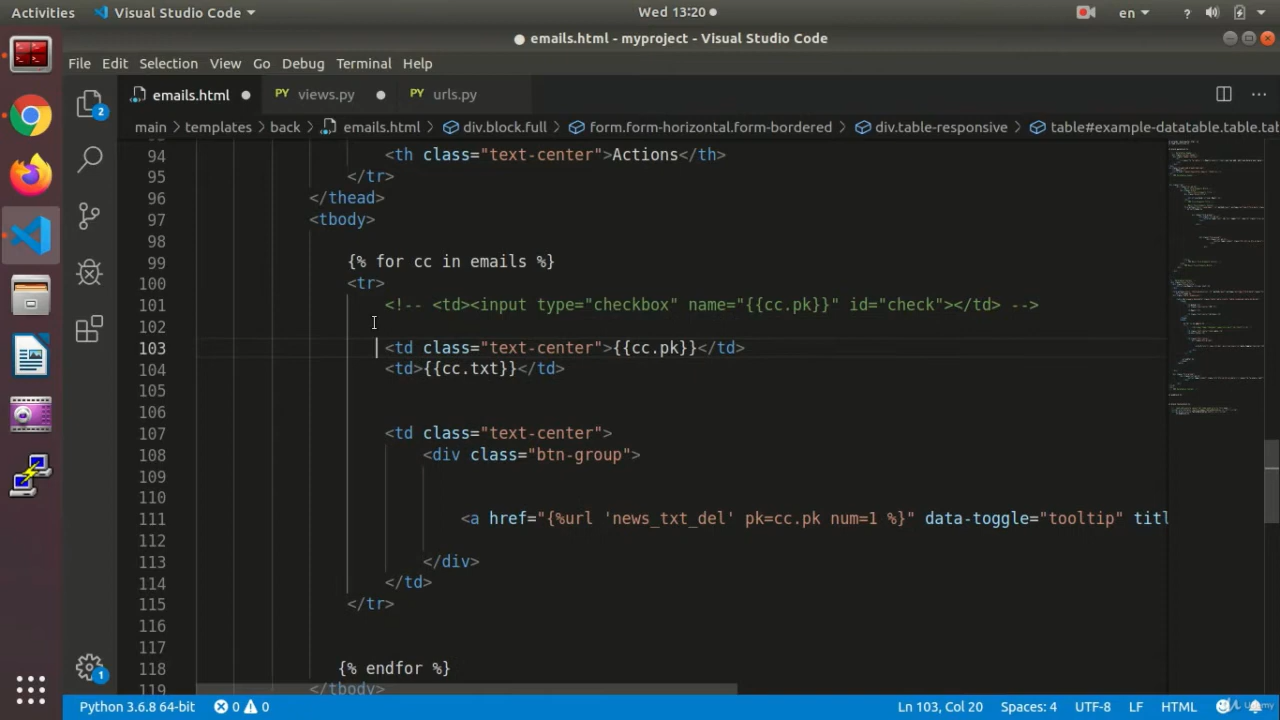 Activities Visual Studio Code Wed 13:20 en ?
emails.html - myproject - Visual Studio Code
File Edit Selection View Go Debug Terminal Help
emails.html views.py urls.py
main > templates > back > emails.html > div.block.full > form.form-horizontal.form-bordered > div.table-responsive > table#example-datatable.table.tab
2
94 <th class="text-center">Actions</th>
95 </tr>
96 </thead>
97 <tbody>
98
99 {% for cc in emails %}
100 <tr>
101 <!-- <td><input type="checkbox" name="{{cc.pk}}" id="check"></td> -->
102
103 <td class="text-center">{{cc.pk}}</td>
104 <td>{{cc.txt}}</td>
105
106
107 <td class="text-center">
108 <div class="btn-group">
109
110
111 <a href="{%url 'news_txt_del' pk=cc.pk num=1 %}" data-toggle="tooltip" titl
112
113 </div>
114 </td>
115 </tr>
116
117
118 {% endfor %}
119 </tbody>
1
Python 3.6.8 64-bit 0 0 Ln 103, Col 20 Spaces: 4 UTF-8 LF HTML
Udemy